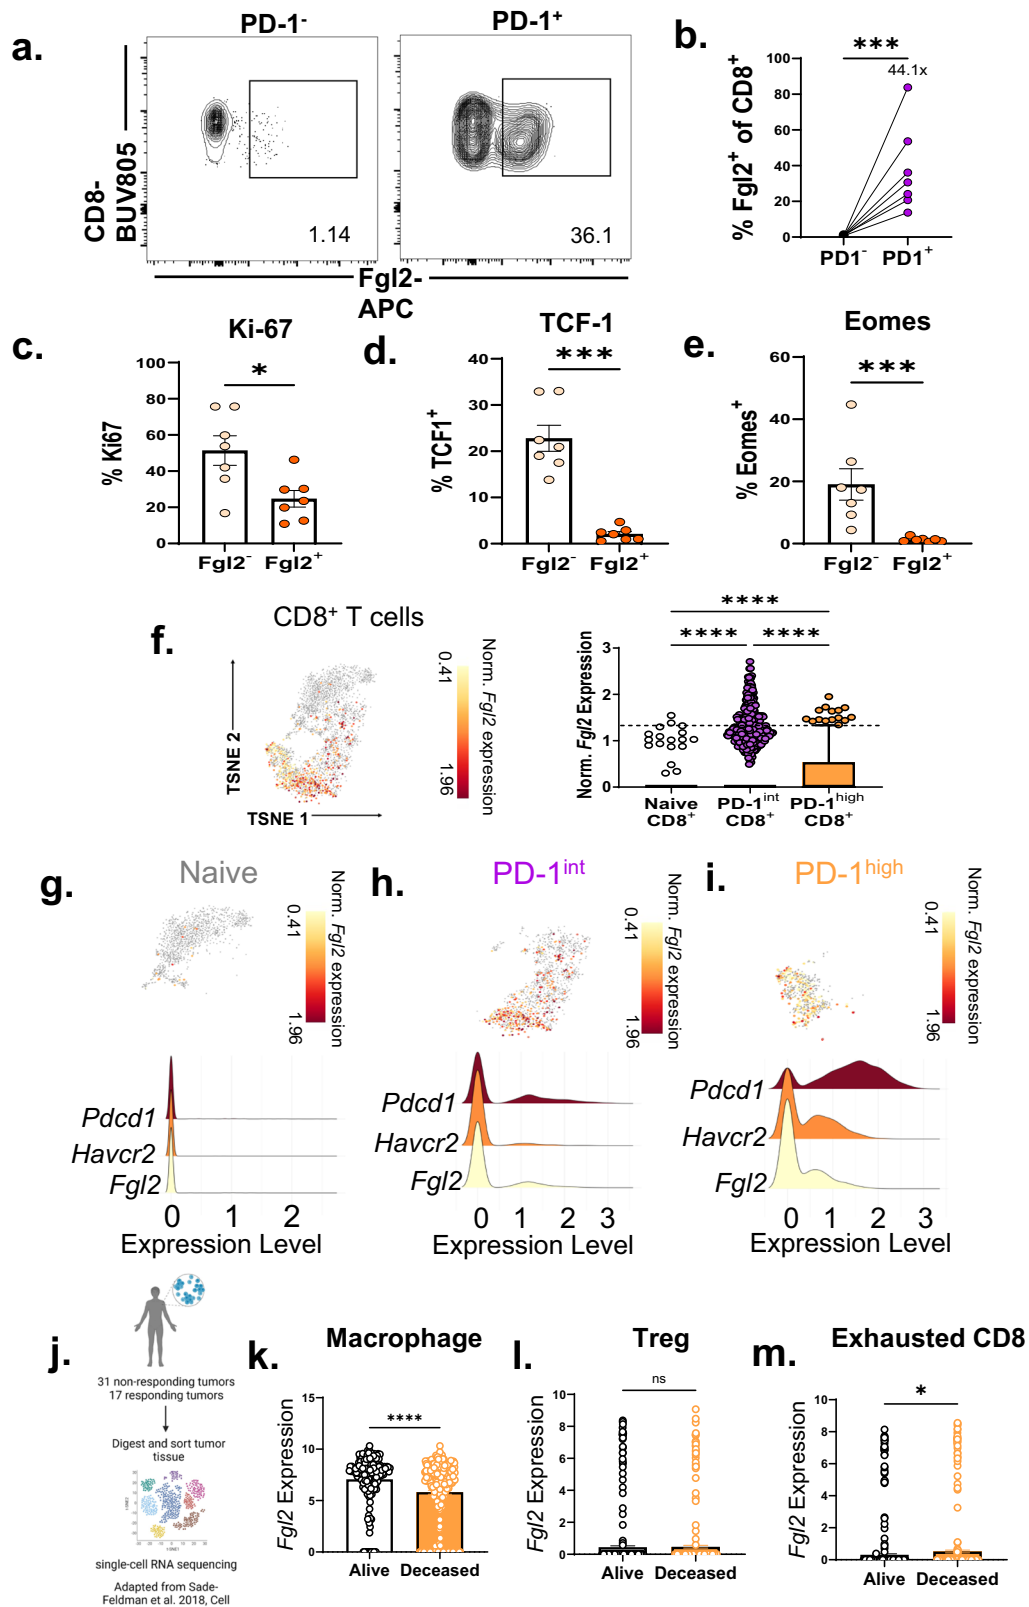 a.
PD-1⁻
PD-1⁺
CD8-
BUV805
1.14
36.1
Fgl2-
APC
b.
***
44.1x
% Fgl2⁺ of CD8⁺
100
80
60
40
20
0
PD1⁻
PD1⁺
c.
Ki-67
*
% Ki67
100
80
60
40
20
0
Fgl2⁻
Fgl2⁺
d.
TCF-1
***
% TCF1⁺
40
30
20
10
0
Fgl2⁻
Fgl2⁺
e.
Eomes
***
% Eomes⁺
60
40
20
0
Fgl2⁻
Fgl2⁺
f.
CD8⁺ T cells
TSNE 2
TSNE 1
0.41
1.96
Norm. Fgl2 expression
****
****
****
Norm. Fgl2 Expression
3
2
1
0
Naive
CD8⁺
PD-1ⁱⁿᵗ
CD8⁺
PD-1ʰⁱᵍʰ
CD8⁺
g.
Naive
0.41
1.96
Norm. Fgl2 expression
Pdcd1
Havcr2
Fgl2
0 1 2
Expression Level
h.
PD-1ⁱⁿᵗ
0.41
1.96
Norm. Fgl2 expression
Pdcd1
Havcr2
Fgl2
0 1 2 3
Expression Level
i.
PD-1ʰⁱᵍʰ
0.41
1.96
Norm. Fgl2 expression
Pdcd1
Havcr2
Fgl2
0 1 2 3
Expression Level
j.
31 non-responding tumors
17 responding tumors
Digest and sort tumor
tissue
single-cell RNA sequencing
Adapted from Sade-
Feldman et al. 2018, Cell
k.
Macrophage
****
Fgl2 Expression
15
10
5
0
Alive
Deceased
l.
Treg
ns
Fgl2 Expression
10
8
6
4
2
0
Alive
Deceased
m.
Exhausted CD8
*
Fgl2 Expression
10
8
6
4
2
0
Alive
Deceased